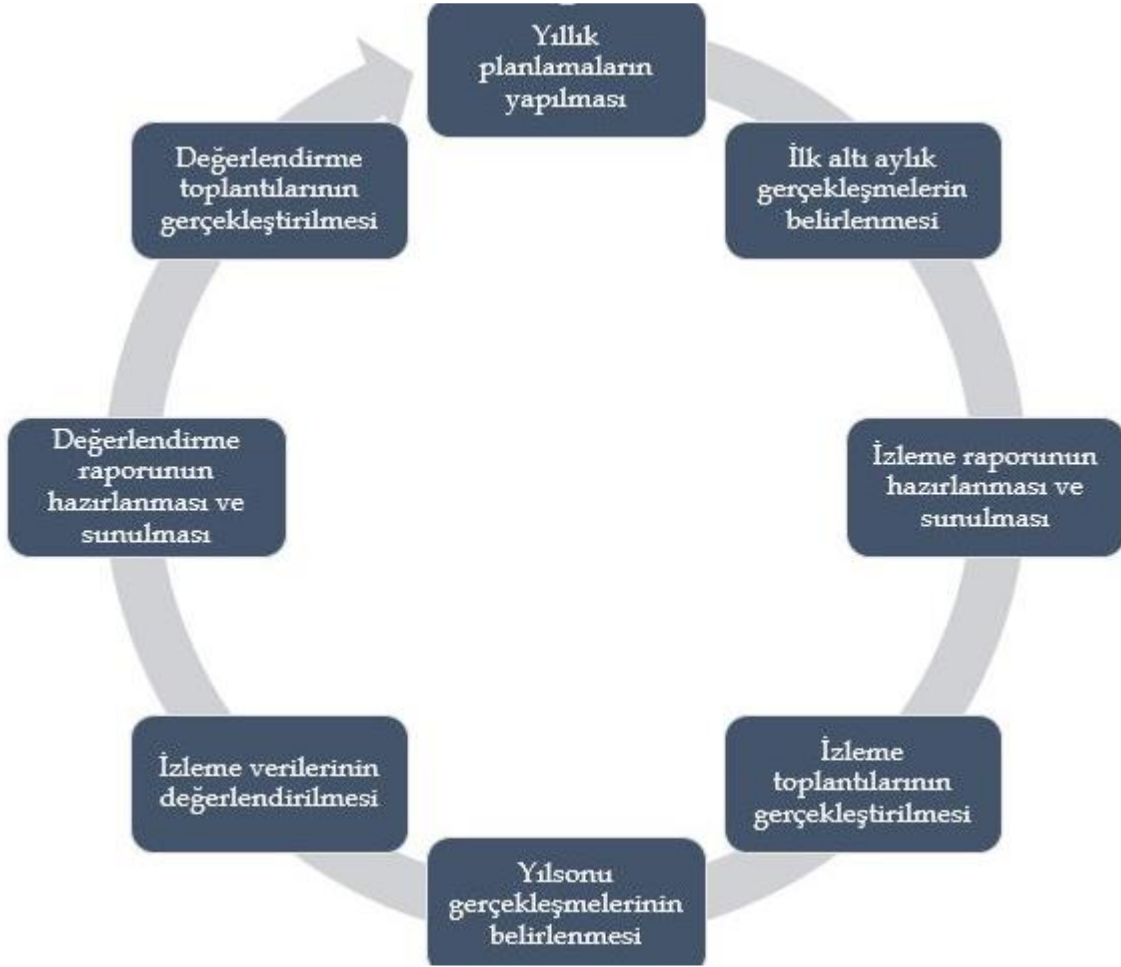 Yıllık
planlamaların
yapılması
İlk altı aylık
gerçekleşmelerin
belirlenmesi
İzleme raporunun
hazırlanması ve
sunulması
İzleme
toplantılarının
gerçekleştirilmesi
Yılsonu
gerçekleşmelerinin
belirlenmesi
İzleme verilerinin
değerlendirilmesi
Değerlendirme
raporunun
hazırlanması ve
sunulması
Değerlendirme
toplantılarının
gerçekleştirilmesi